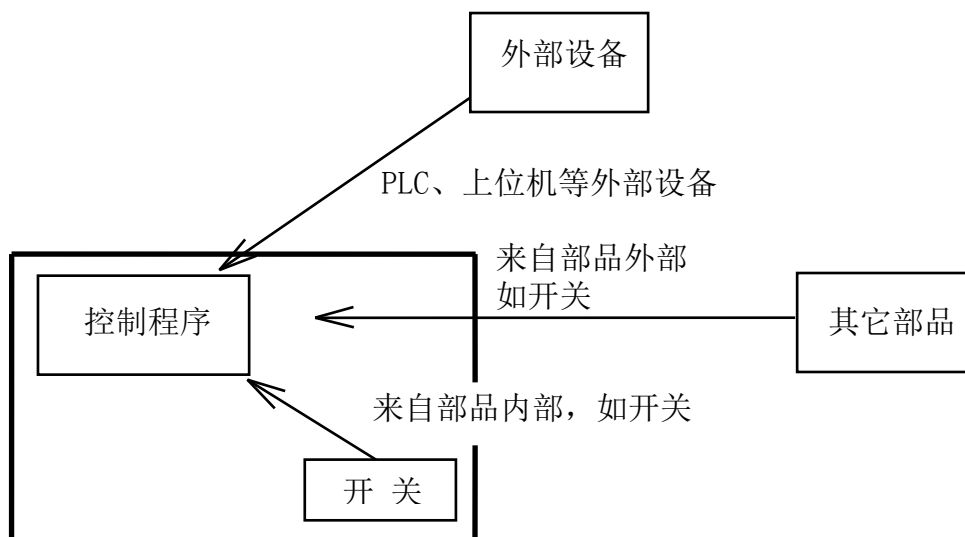 外部设备
PLC、上位机等外部设备
来自部品外部
如开关
控制程序
其它部品
来自部品内部，如开关
开 关